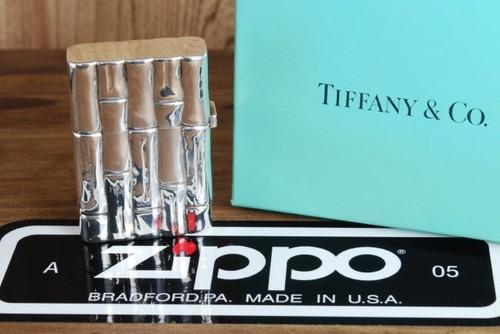 TIFFANY & CO.
zippo®
A 05
BRADFORD, PA. MADE IN U.S.A.